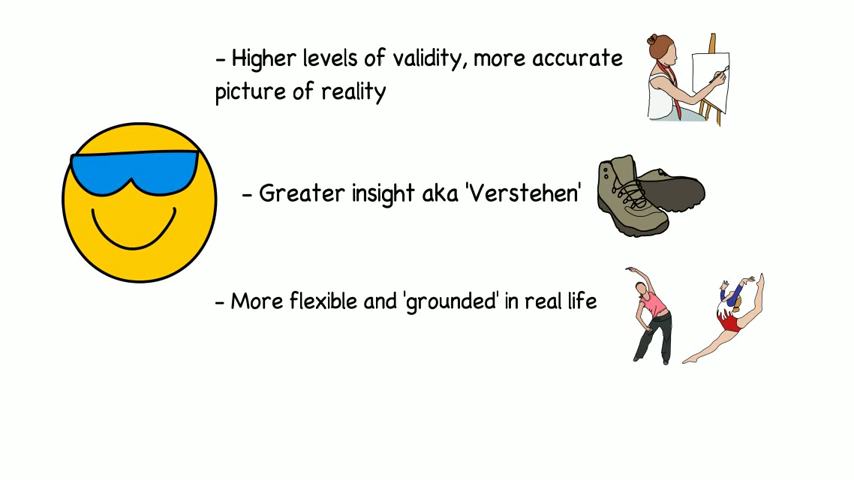 - Higher levels of validity, more accurate
picture of reality
- Greater insight aka 'Verstehen'
- More flexible and 'grounded' in real life